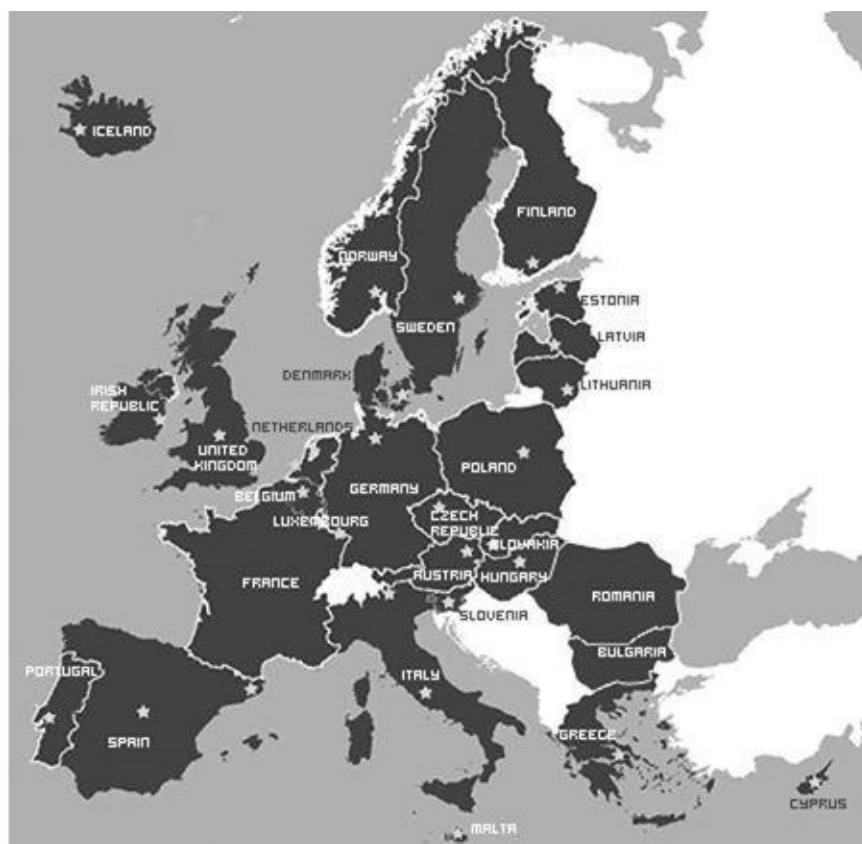 ICELAND
FINLAND
NORWAY
SWEDEN
ESTONIA
LATVIA
DENMARK
LITHUANIA
IRISH
REPUBLIC
NETHERLANDS
UNITED
KINGDOM
POLAND
GERMANY
BELGIUM
CZECH
REPUBLIC
LUXEMBOURG
SLOVAKIA
AUSTRIA
HUNGARY
FRANCE
ROMANIA
SLOVENIA
BULGARIA
PORTUGAL
ITALY
GREECE
SPAIN
CYPRUS
MALTA